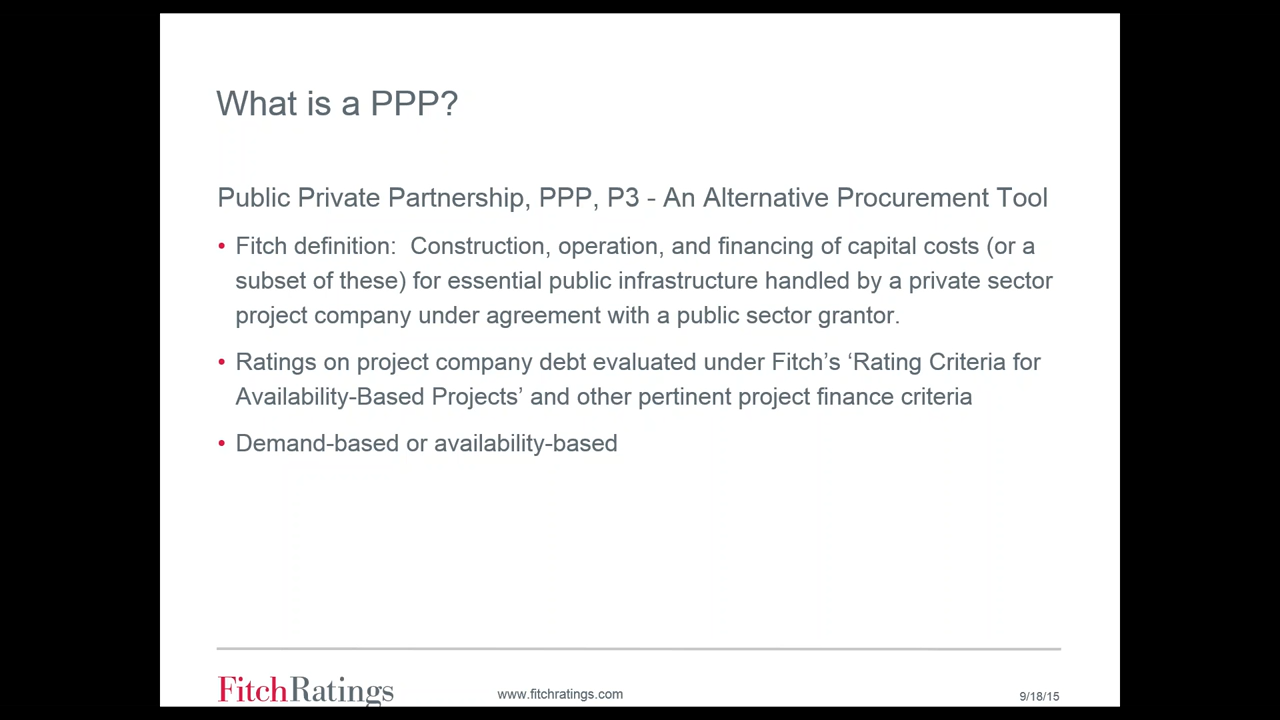 What is a PPP?
Public Private Partnership, PPP, P3 - An Alternative Procurement Tool
• Fitch definition:  Construction, operation, and financing of capital costs (or a
subset of these) for essential public infrastructure handled by a private sector
project company under agreement with a public sector grantor.
• Ratings on project company debt evaluated under Fitch’s ‘Rating Criteria for
Availability-Based Projects’ and other pertinent project finance criteria
• Demand-based or availability-based
FitchRatings
www.fitchratings.com
9/18/15